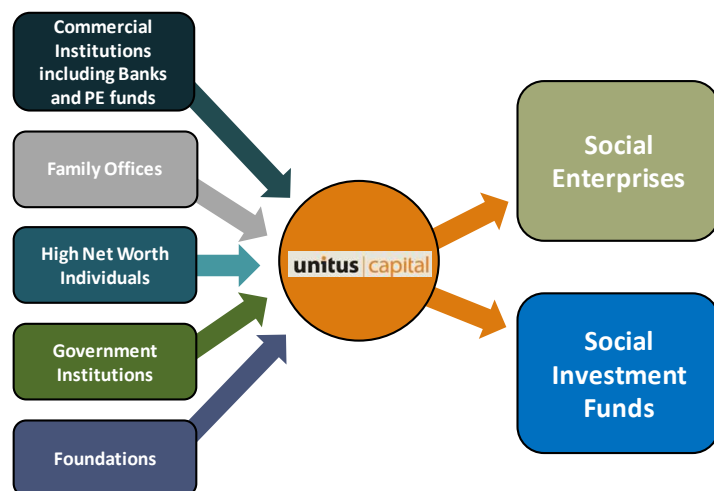 Commercial
Institutions
including Banks
and PE funds
Family Offices
High Net Worth
Individuals
Government
Institutions
Foundations
unitus|capital
Social
Enterprises
Social
Investment
Funds